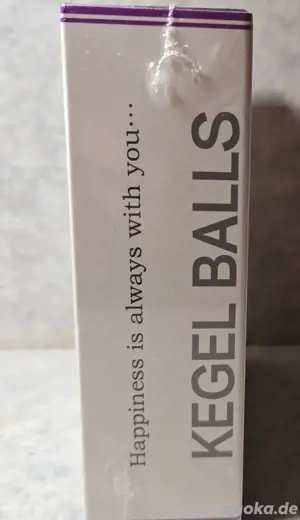 Happiness is always with you...
KEGEL BALLS